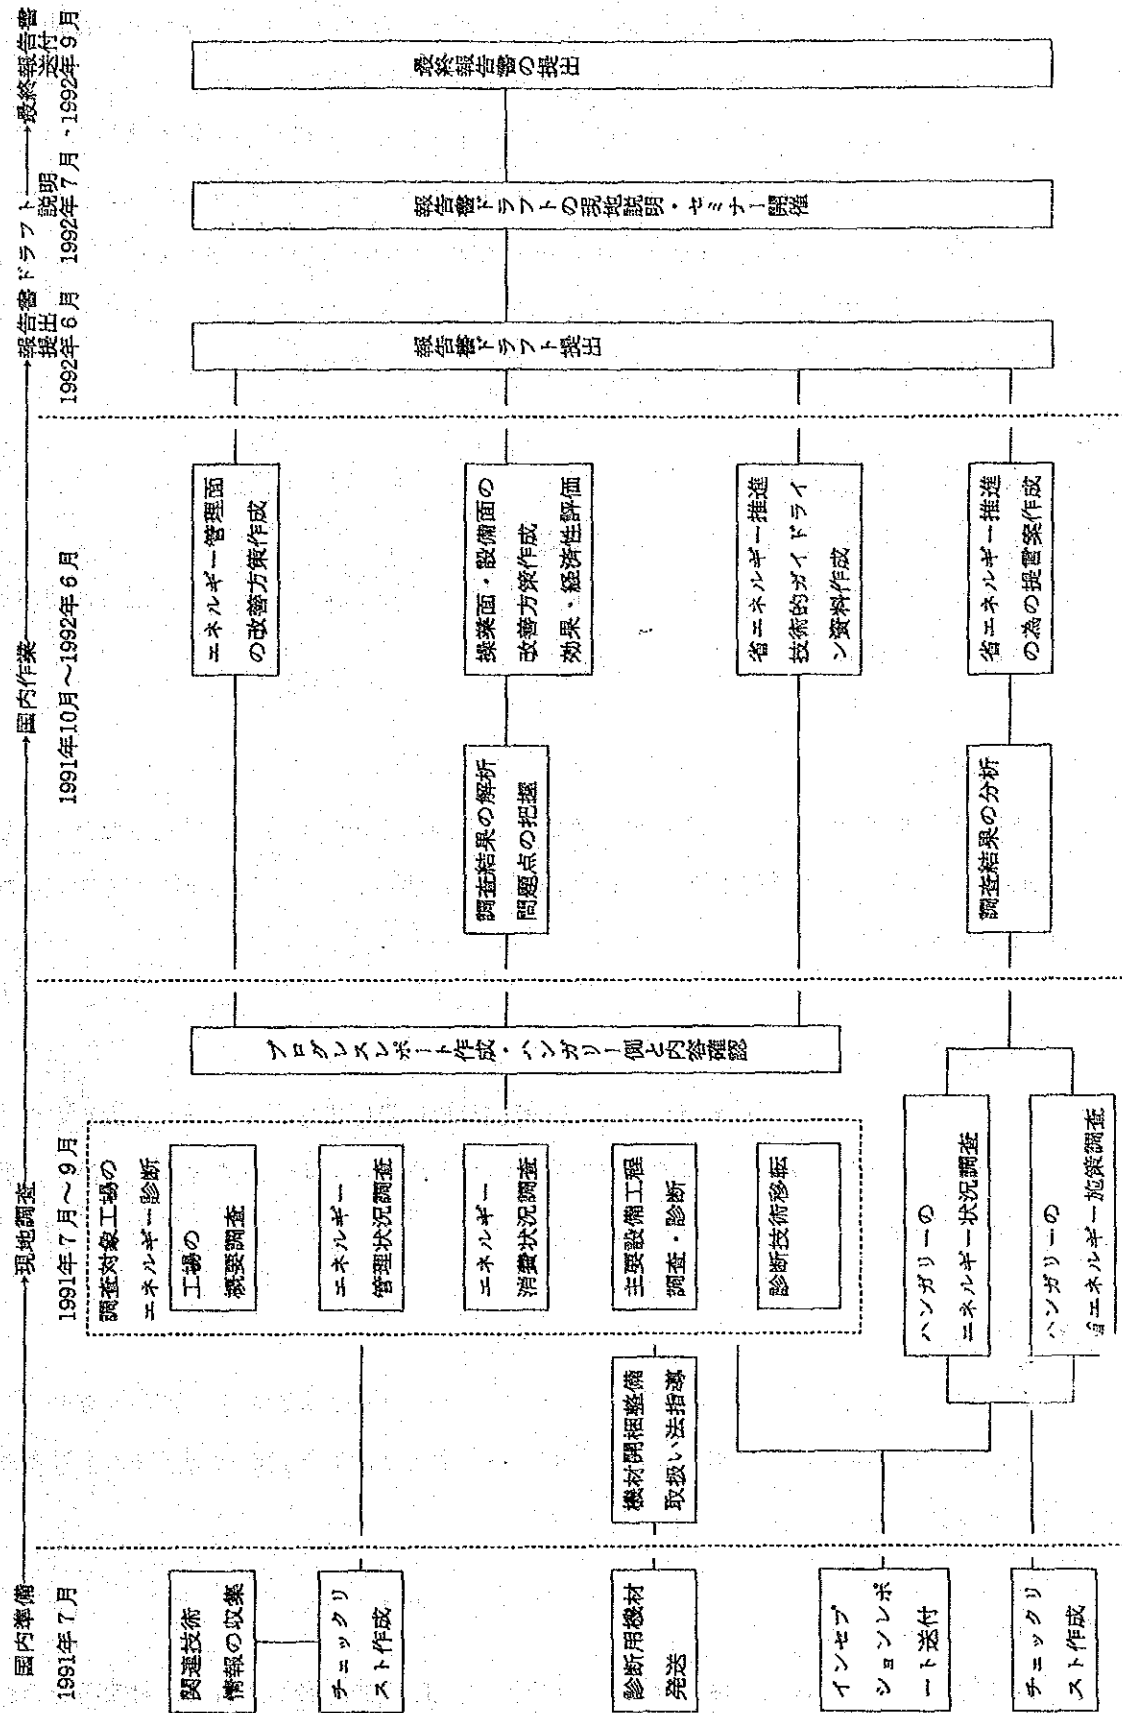 国内準備
現地調査
国内作業
報告書ドラフト
提出
説明
最終報告書
送付
1991年7月
1991年7月～9月
1991年10月～1992年6月
1992年6月
1992年7月
1992年9月
関連技術
情報の収集
チェックリ
スト作成
診断用機材
発送
インセプ
ションレポ
ート送付
チェックリ
スト作成
機材開梱整備
取扱い法指導
調査対象工場の
エネルギー診断
工場の
概要調査
エネルギー
管理状況調査
エネルギー
消費状況調査
主要設備工程
調査・診断
診断技術移転
ハンガリーの
エネルギー状況調査
ハンガリーの
省エネルギー施策調査
プログレスレポート作成・ハンガリー側と内容確認
調査結果の解析
問題点の把握
調査結果の分析
エネルギー管理面
の改善方策作成
操業面・設備面の
改善方策作成
効果・経済性評価
省エネルギー推進
技術的ガイドライ
ン資料作成
省エネルギー推進
の為の提言案作成
報告書ドラフト提出
報告書ドラフトの現地説明・セミナー開催
最終報告書の提出